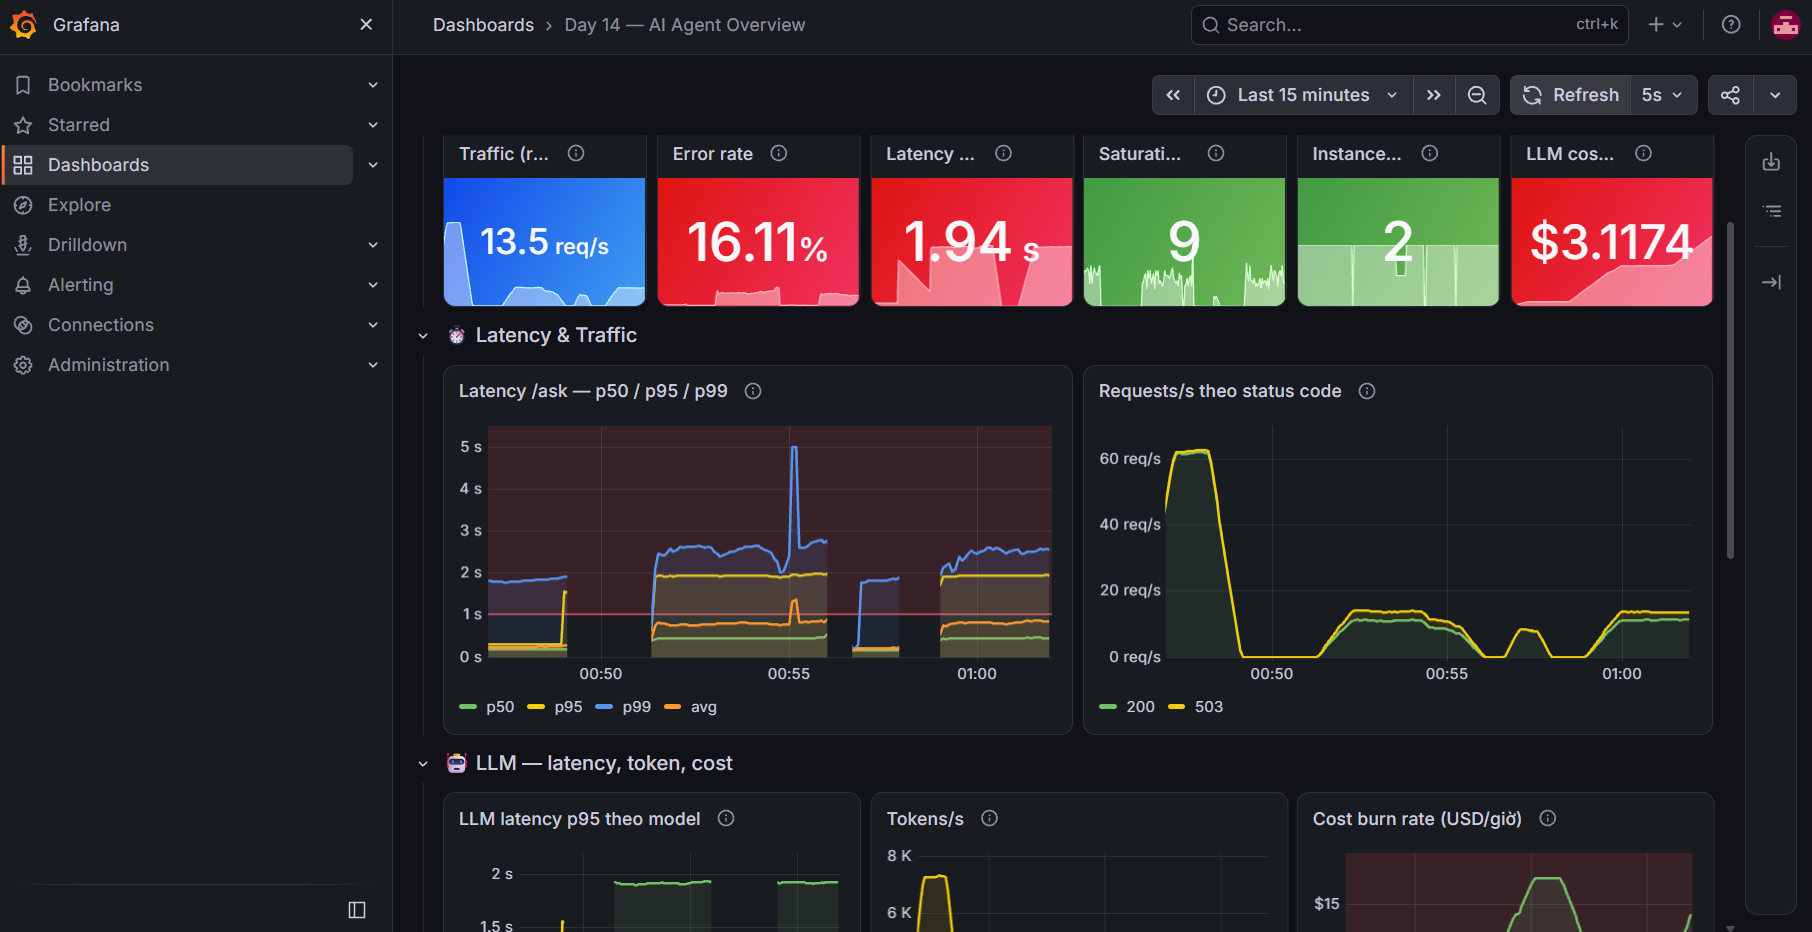 Grafana
Dashboards › Day 14 — AI Agent Overview
Search...
ctrl+k
Bookmarks
Starred
Dashboards
Explore
Drilldown
Alerting
Connections
Administration
Last 15 minutes
Refresh
5s
Traffic (r...
Error rate
Latency ...
Saturati...
Instance...
LLM cos...
13.5 req/s
16.11%
1.94 s
9
2
$3.1174
Latency & Traffic
Latency /ask — p50 / p95 / p99
5 s
4 s
3 s
2 s
1 s
0 s
00:50
00:55
01:00
p50
p95
p99
avg
Requests/s theo status code
60 req/s
40 req/s
20 req/s
0 req/s
00:50
00:55
01:00
200
503
LLM — latency, token, cost
LLM latency p95 theo model
2 s
1.5 s
Tokens/s
8 K
6 K
Cost burn rate (USD/giờ)
$15